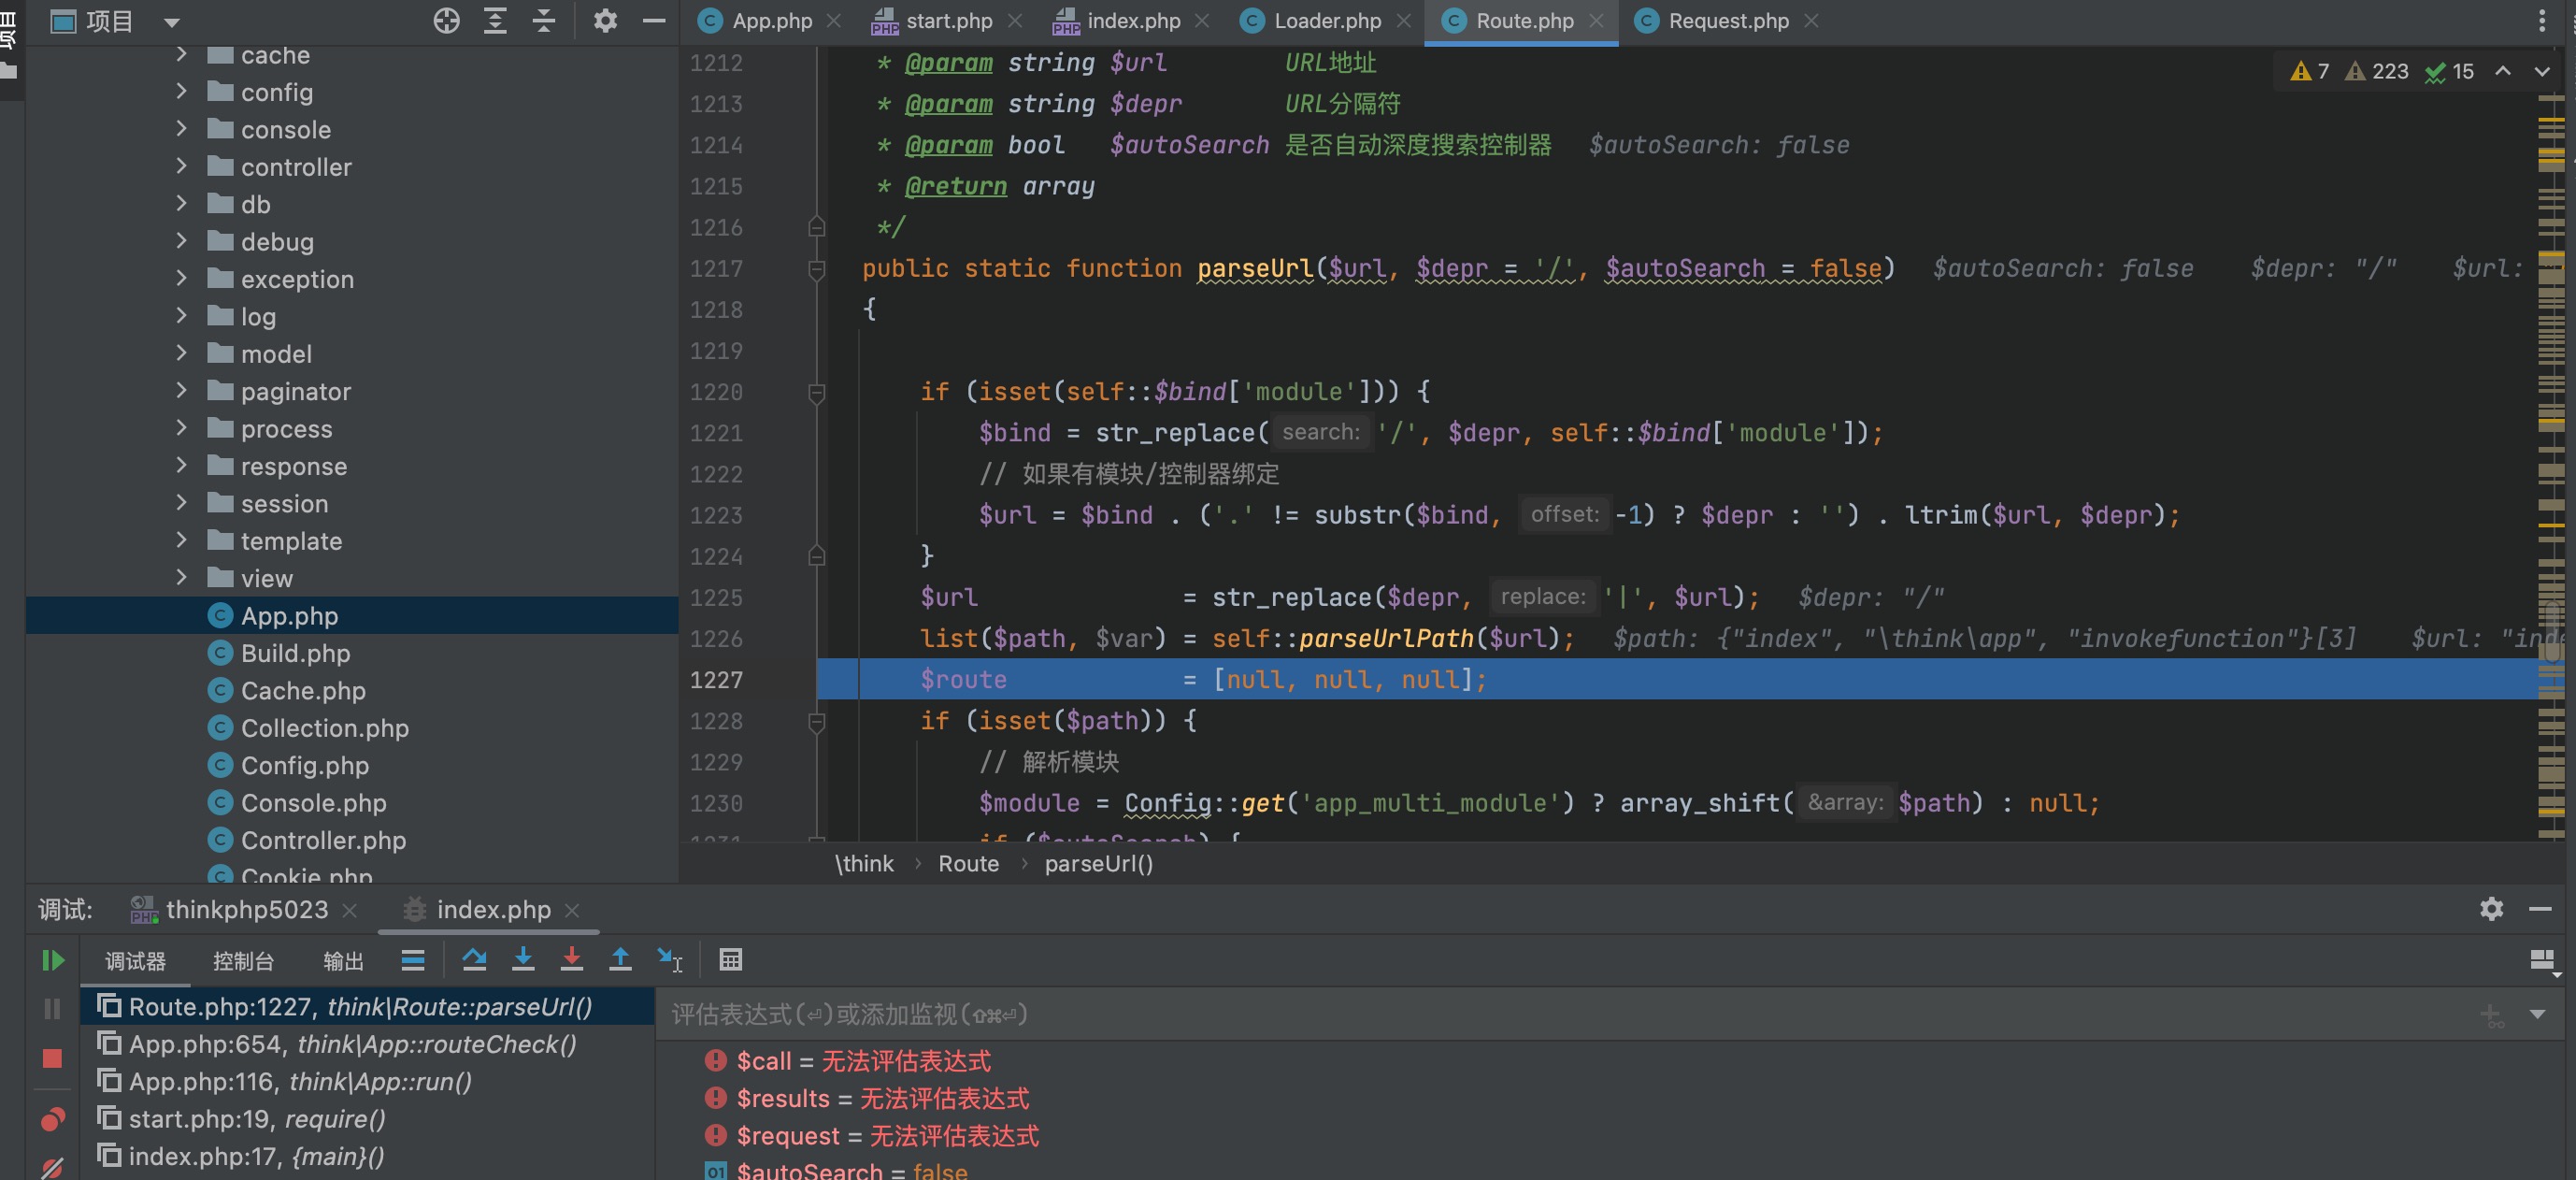 项目
项目
App.php
start.php
index.php
Loader.php
Route.php
Request.php
cache
config
console
controller
db
debug
exception
log
model
paginator
process
response
session
template
view
App.php
Build.php
Cache.php
Collection.php
Config.php
Console.php
Controller.php
Cookie.php
7 223 15
1212 * @param string $url URL地址
1213 * @param string $depr URL分隔符
1214 * @param bool $autoSearch 是否自动深度搜索控制器 $autoSearch: false
1215 * @return array
1216 */
1217 public static function parseUrl($url, $depr = '/', $autoSearch = false) $autoSearch: false $depr: "/" $url:
1218 {
1219
1220 if (isset(self::$bind['module'])) {
1221 $bind = str_replace( search: '/', $depr, self::$bind['module']);
1222 // 如果有模块/控制器绑定
1223 $url = $bind . ('.' != substr($bind, offset: -1) ? $depr : '') . ltrim($url, $depr);
1224 }
1225 $url = str_replace($depr, replace: '|', $url); $depr: "/"
1226 list($path, $var) = self::parseUrlPath($url); $path: {"index", "\think\app", "invokefunction"}[3] $url: "inde
1227 $route = [null, null, null];
1228 if (isset($path)) {
1229 // 解析模块
1230 $module = Config::get('app_multi_module') ? array_shift( &array: $path) : null;
1231 if ($autoSearch) {
\think › Route › parseUrl()
调试: thinkphp5023 index.php
调试器 控制台 输出
Route.php:1227, think\Route::parseUrl()
App.php:654, think\App::routeCheck()
App.php:116, think\App::run()
start.php:19, require()
index.php:17, {main}()
评估表达式(⏎)或添加监视(⇧⌘⏎)
$call = 无法评估表达式
$results = 无法评估表达式
$request = 无法评估表达式
01 $autoSearch = false